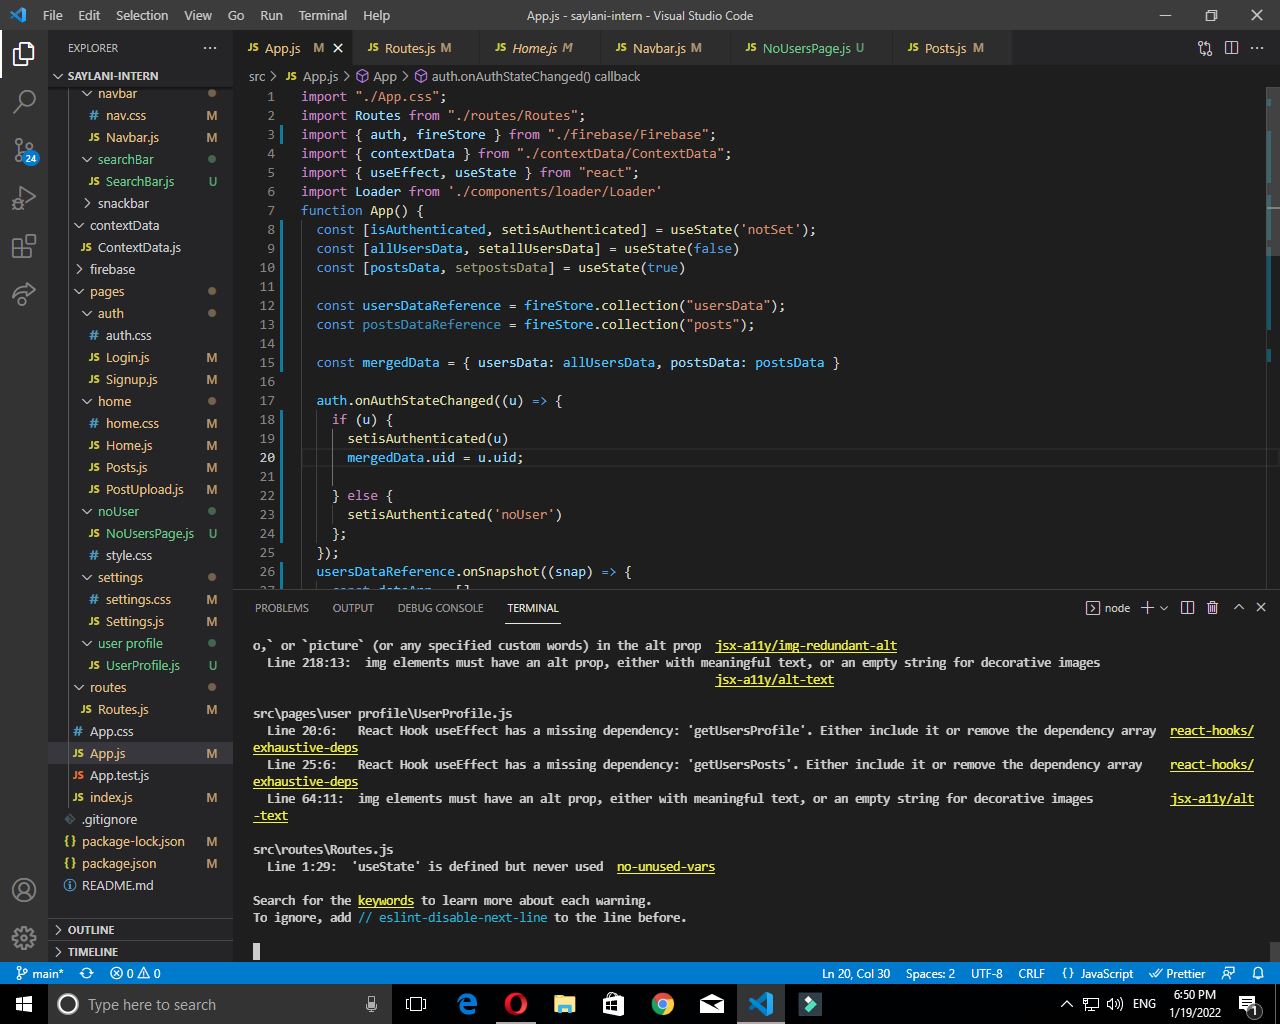 File Edit Selection View Go Run Terminal Help App.js - saylani-intern - Visual Studio Code
EXPLORER ···
SAYLANI-INTERN
navbar
nav.css M
Navbar.js M
searchBar
SearchBar.js U
snackbar
contextData
ContextData.js
firebase
pages
auth
auth.css
Login.js M
Signup.js M
home
home.css M
Home.js M
Posts.js M
PostUpload.js M
noUser
NoUsersPage.js U
style.css
settings
settings.css M
Settings.js M
user profile
UserProfile.js U
routes
Routes.js M
App.css
App.js M
App.test.js
index.js M
.gitignore
package-lock.json M
package.json M
README.md
OUTLINE
TIMELINE
24
JS App.js M JS Routes.js M JS Home.js M JS Navbar.js M JS NoUsersPage.js U JS Posts.js M
src > JS App.js > App > auth.onAuthStateChanged() callback
1 import "./App.css";
2 import Routes from "./routes/Routes";
3 import { auth, fireStore } from "./firebase/Firebase";
4 import { contextData } from "./contextData/ContextData";
5 import { useEffect, useState } from "react";
6 import Loader from './components/loader/Loader'
7 function App() {
8 const [isAuthenticated, setisAuthenticated] = useState('notSet');
9 const [allUsersData, setallUsersData] = useState(false)
10 const [postsData, setpostsData] = useState(true)
11
12 const usersDataReference = fireStore.collection("usersData");
13 const postsDataReference = fireStore.collection("posts");
14
15 const mergedData = { usersData: allUsersData, postsData: postsData }
16
17 auth.onAuthStateChanged((u) => {
18 if (u) {
19 setisAuthenticated(u)
20 mergedData.uid = u.uid;
21
22 } else {
23 setisAuthenticated('noUser')
24 };
25 });
26 usersDataReference.onSnapshot((snap) => {
PROBLEMS OUTPUT DEBUG CONSOLE TERMINAL node
o,` or `picture` (or any specified custom words) in the alt prop jsx-a11y/img-redundant-alt
Line 218:13: img elements must have an alt prop, either with meaningful text, or an empty string for decorative images
jsx-a11y/alt-text
src\pages\user profile\UserProfile.js
Line 20:6: React Hook useEffect has a missing dependency: 'getUsersProfile'. Either include it or remove the dependency array react-hooks/
exhaustive-deps
Line 25:6: React Hook useEffect has a missing dependency: 'getUsersPosts'. Either include it or remove the dependency array react-hooks/
exhaustive-deps
Line 64:11: img elements must have an alt prop, either with meaningful text, or an empty string for decorative images jsx-a11y/alt
-text
src\routes\Routes.js
Line 1:29: 'useState' is defined but never used no-unused-vars
Search for the keywords to learn more about each warning.
To ignore, add // eslint-disable-next-line to the line before.
main* 0 0 Ln 20, Col 30 Spaces: 2 UTF-8 CRLF {} JavaScript Prettier
Type here to search ENG 6:50 PM
1/19/2022 1